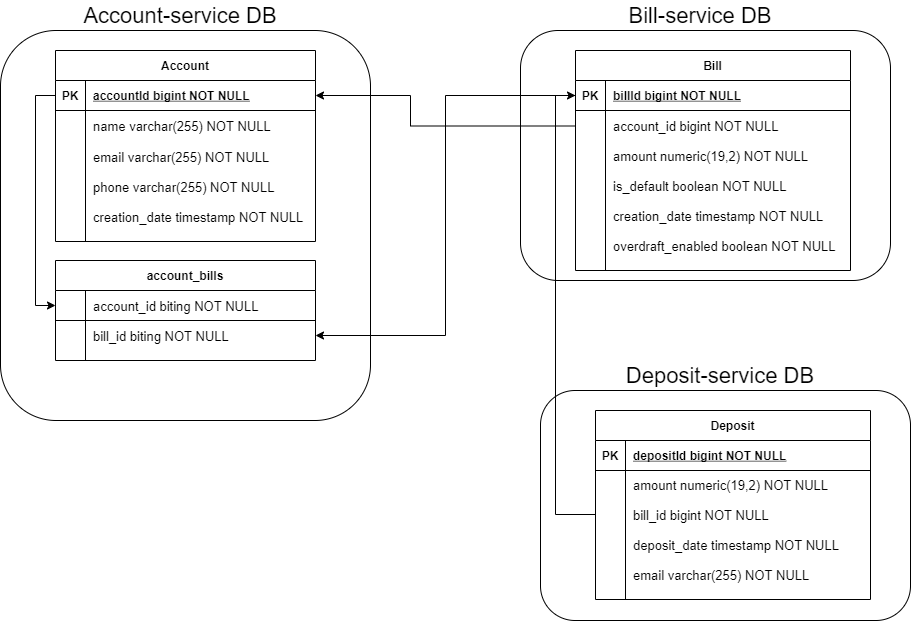 Account-service DB
Account
PK accountId bigint NOT NULL
name varchar(255) NOT NULL
email varchar(255) NOT NULL
phone varchar(255) NOT NULL
creation_date timestamp NOT NULL
account_bills
account_id biting NOT NULL
bill_id biting NOT NULL
Bill-service DB
Bill
PK billId bigint NOT NULL
account_id bigint NOT NULL
amount numeric(19,2) NOT NULL
is_default boolean NOT NULL
creation_date timestamp NOT NULL
overdraft_enabled boolean NOT NULL
Deposit-service DB
Deposit
PK depositId bigint NOT NULL
amount numeric(19,2) NOT NULL
bill_id bigint NOT NULL
deposit_date timestamp NOT NULL
email varchar(255) NOT NULL